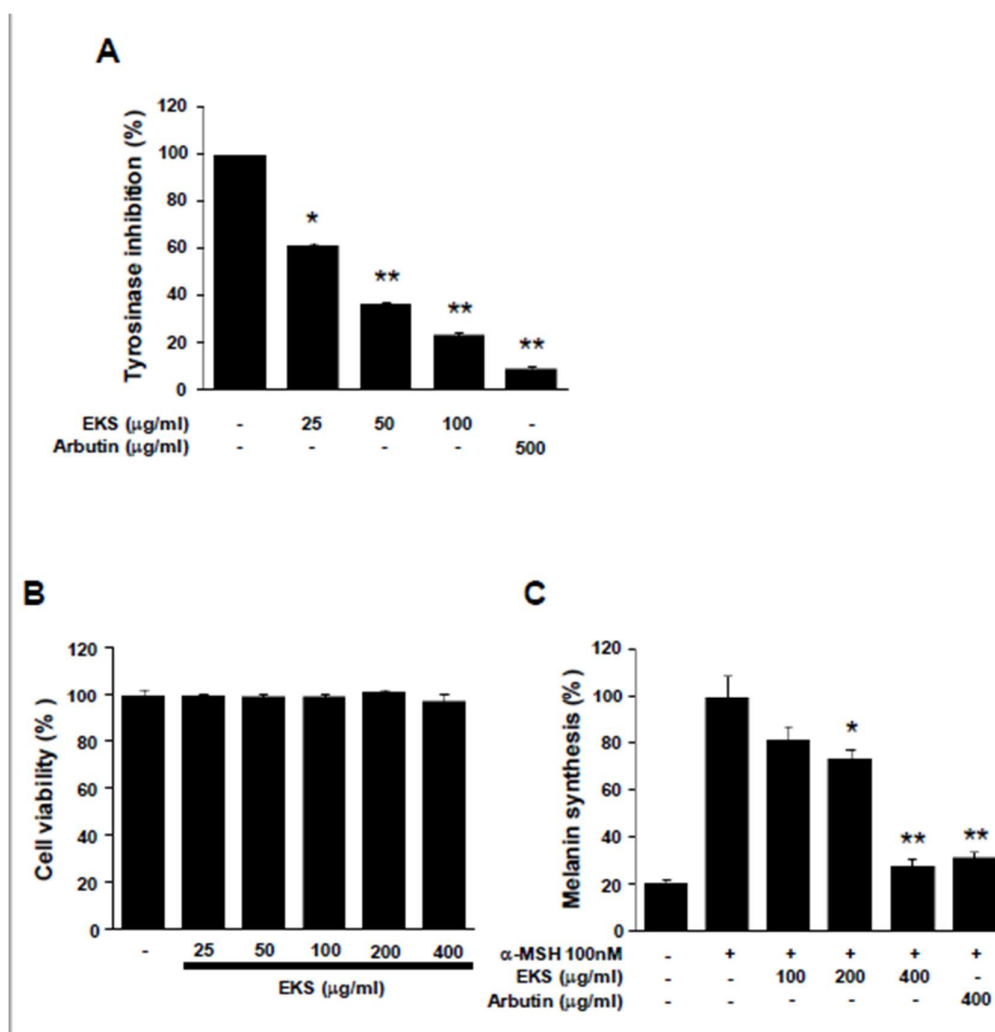 A
Tyrosinase inhibition (%)
120
100
80
60
40
20
0
*
**
**
**
EKS (μg/ml) - 25 50 100 -
Arbutin (μg/ml) - - - - 500
B
Cell viability (%)
120
100
80
60
40
20
0
- 25 50 100 200 400
EKS (μg/ml)
C
Melanin synthesis (%)
120
100
80
60
40
20
0
*
**
**
α-MSH 100nM - + + + + +
EKS (μg/ml) - - 100 200 400 -
Arbutin (μg/ml) - - - - - 400